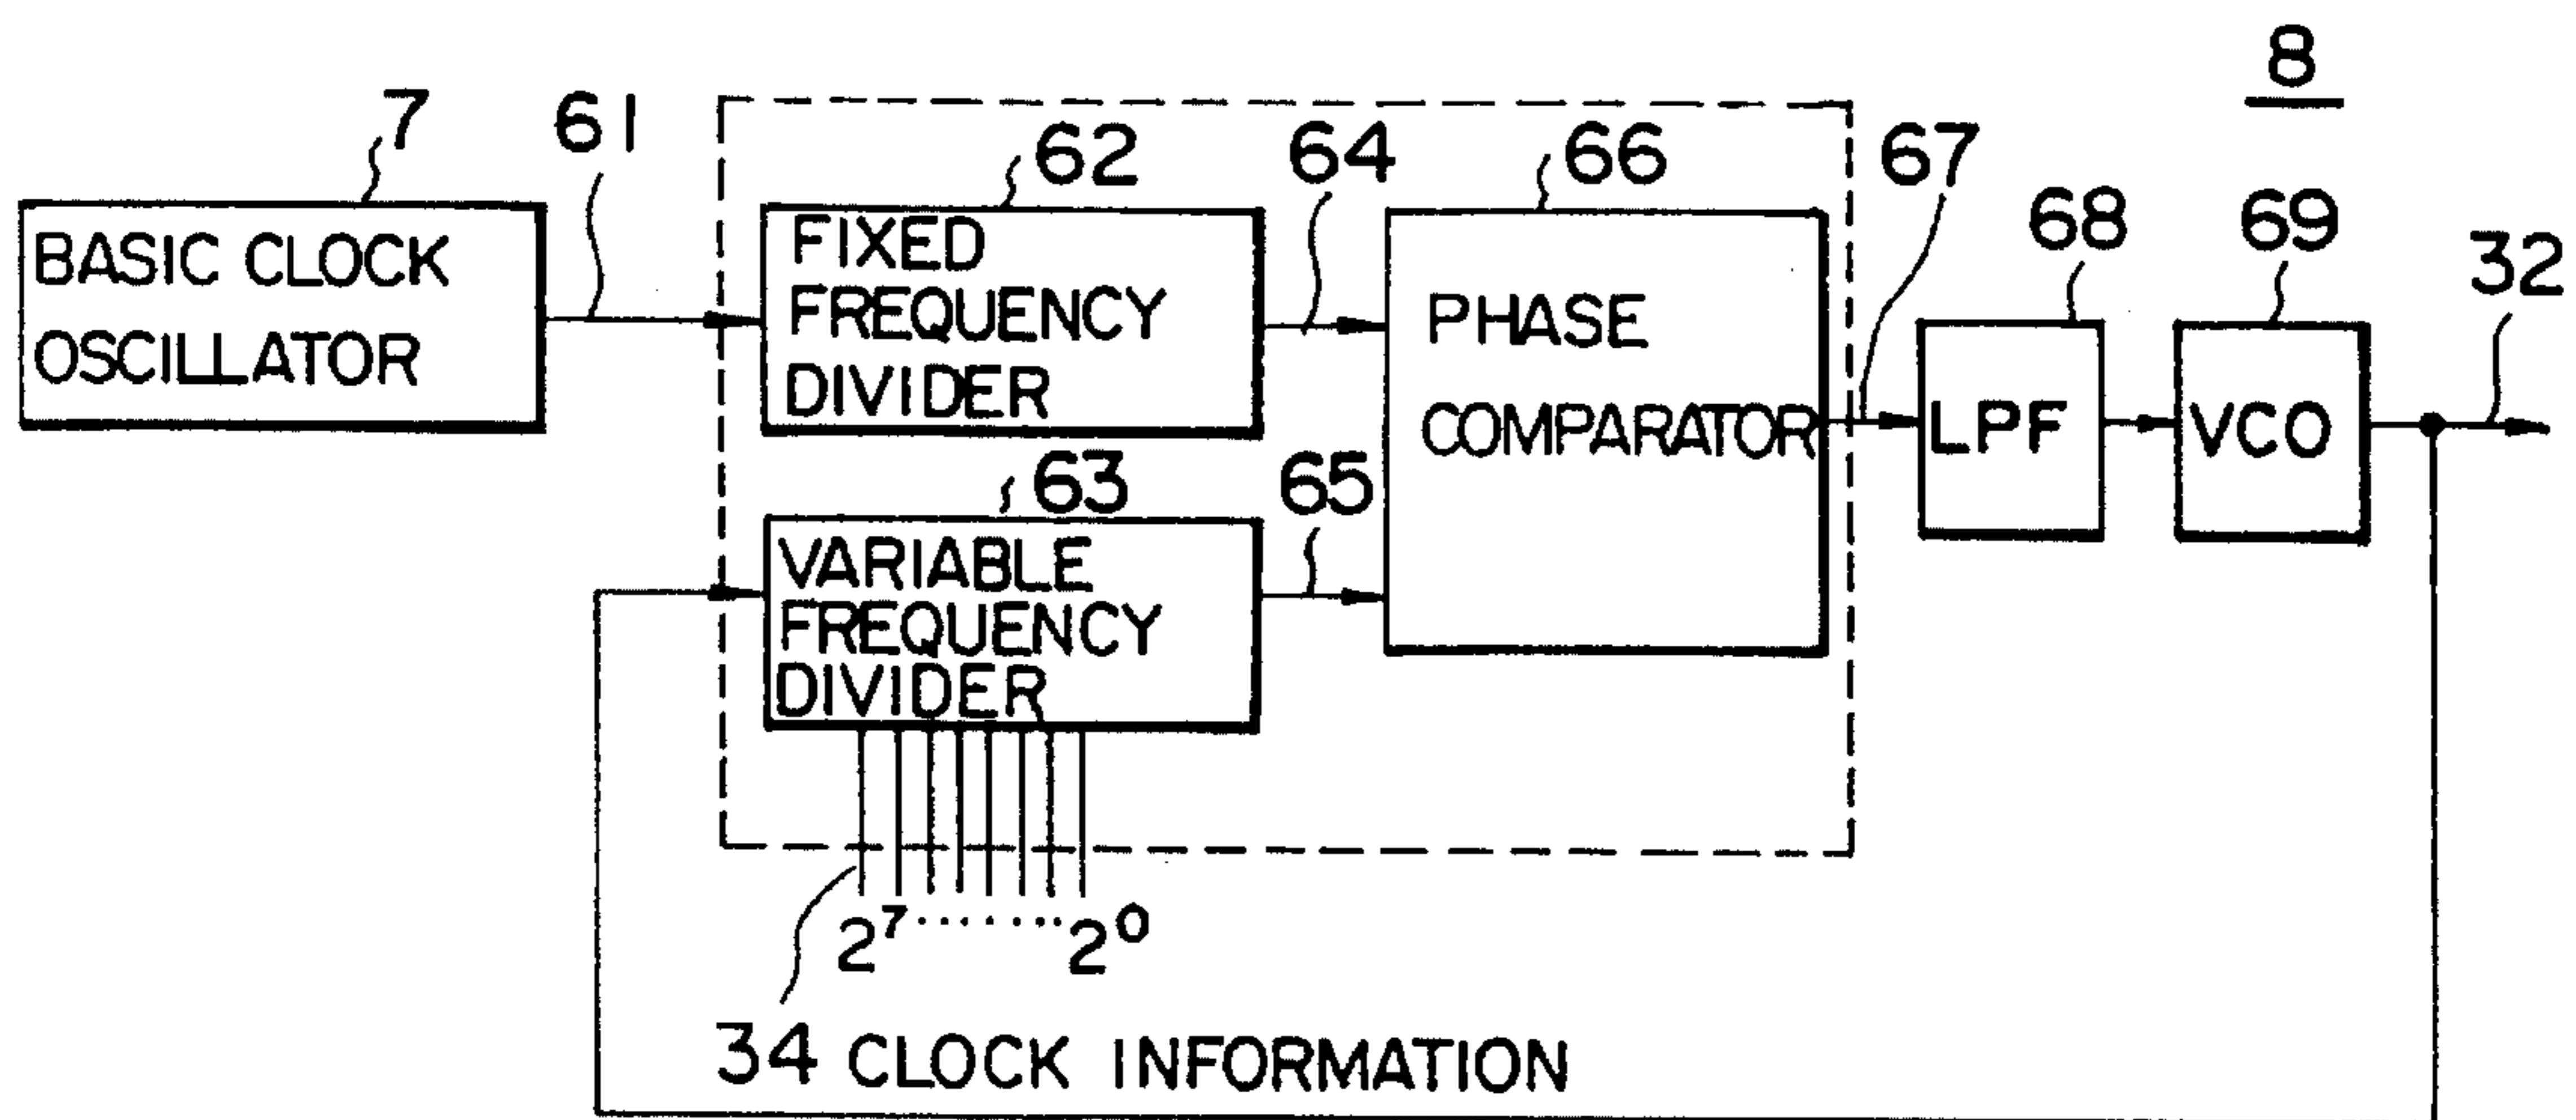 8
7
61
62
64
66
67
68
69
32
BASIC CLOCK
OSCILLATOR
FIXED
FREQUENCY
DIVIDER
PHASE
COMPARATOR
LPF
VCO
63
65
VARIABLE
FREQUENCY
DIVIDER
2⁷........2⁰
34 CLOCK INFORMATION